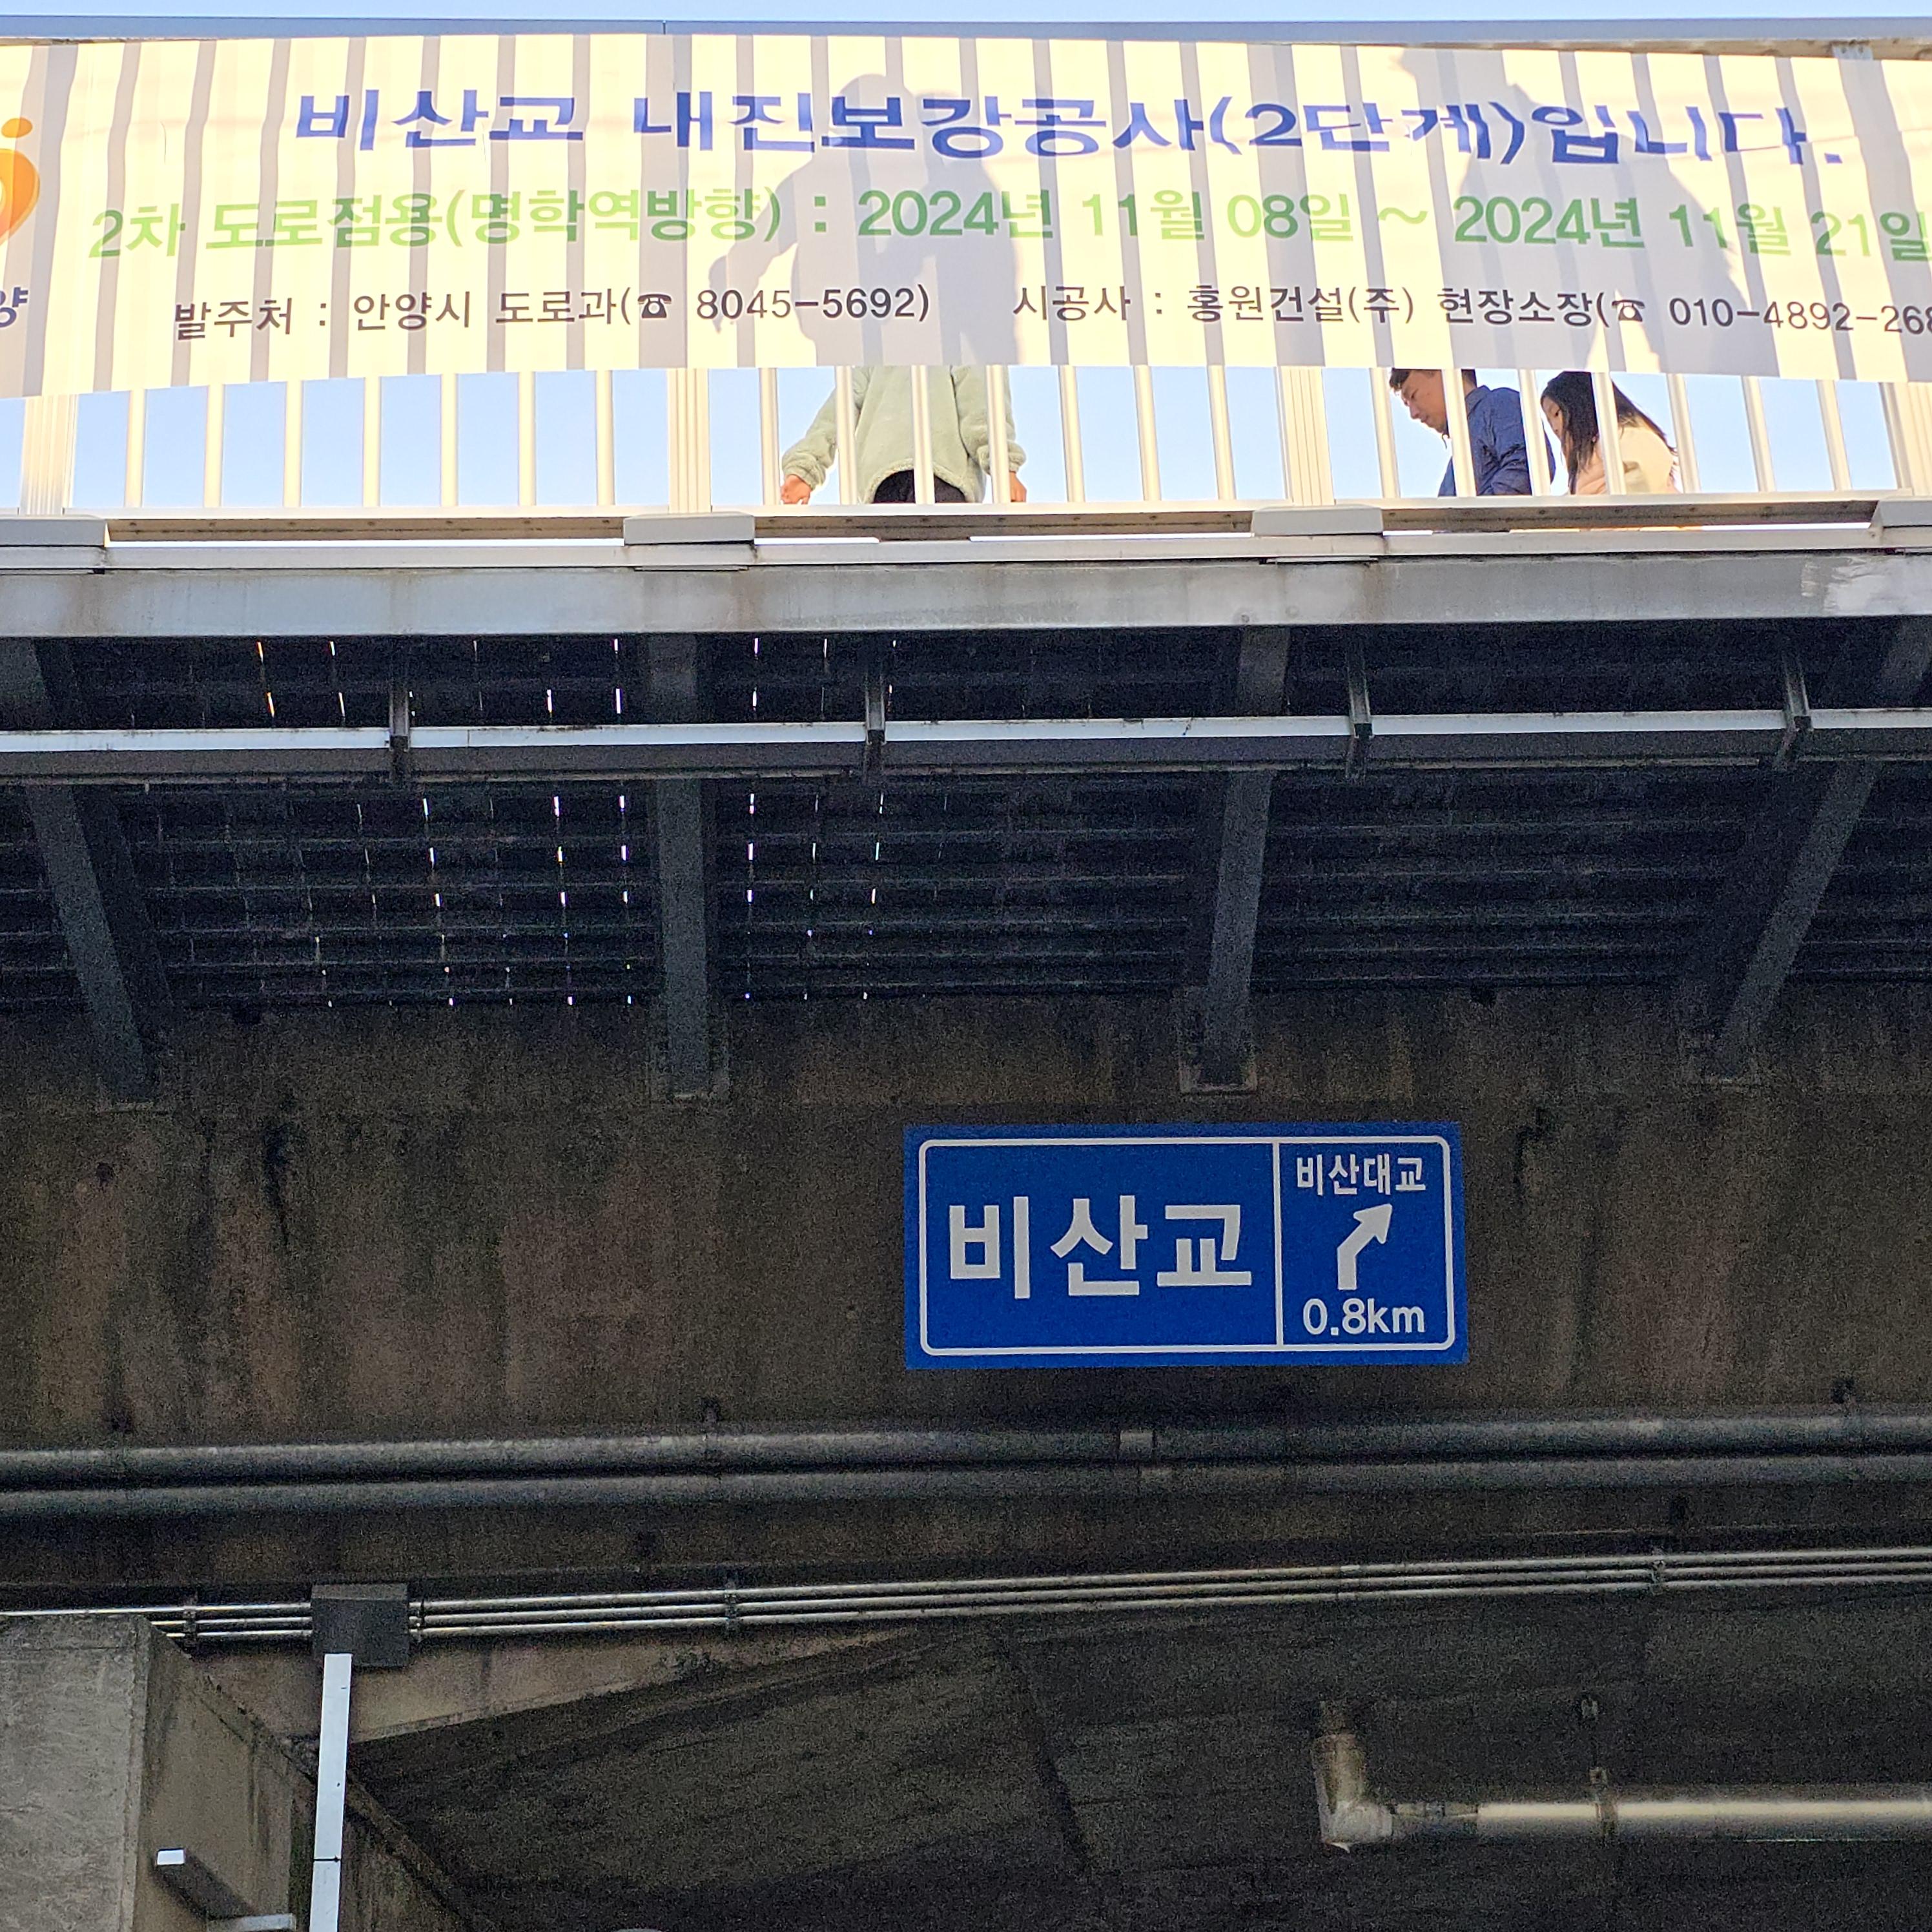 비산교 내진보강공사(2단계)입니다.
2차 도로점용(명학역방향) : 2024년 11월 08일 ~ 2024년 11월 21일
양
발주처 : 안양시 도로과(☎ 8045-5692) 시공사 : 홍원건설(주) 현장소장(☎ 010-4892-268
비산교
비산대교
0.8km